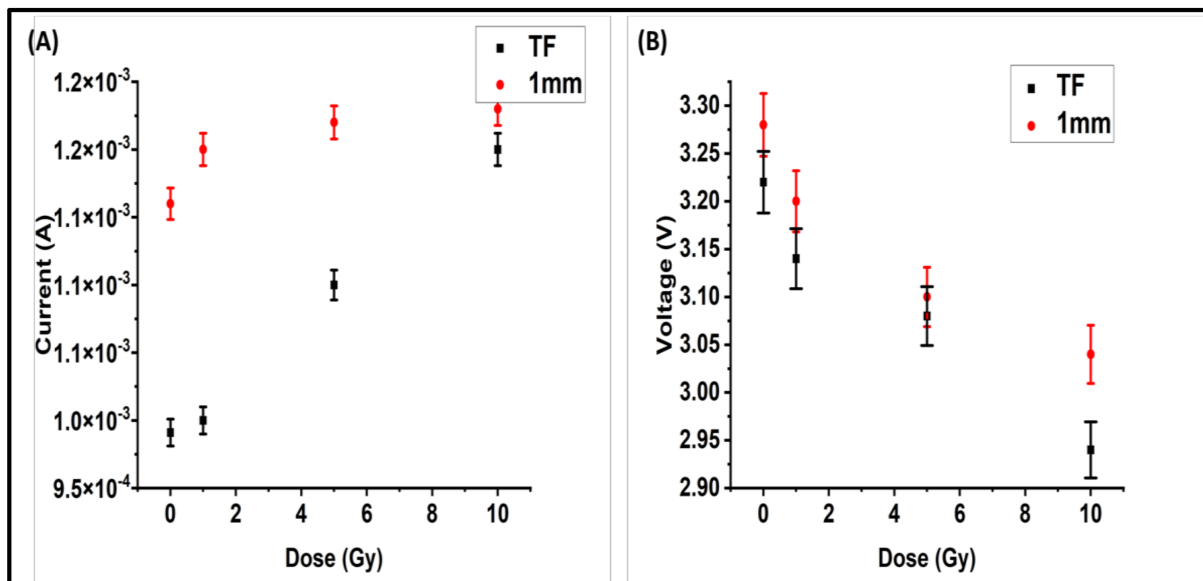 (A)
TF
1mm
1.2×10⁻³
1.2×10⁻³
1.1×10⁻³
1.1×10⁻³
1.1×10⁻³
1.0×10⁻³
9.5×10⁻⁴
Current (A)
0 2 4 6 8 10
Dose (Gy)
(B)
TF
1mm
3.30
3.25
3.20
3.15
3.10
3.05
3.00
2.95
2.90
Voltage (V)
0 2 4 6 8 10
Dose (Gy)